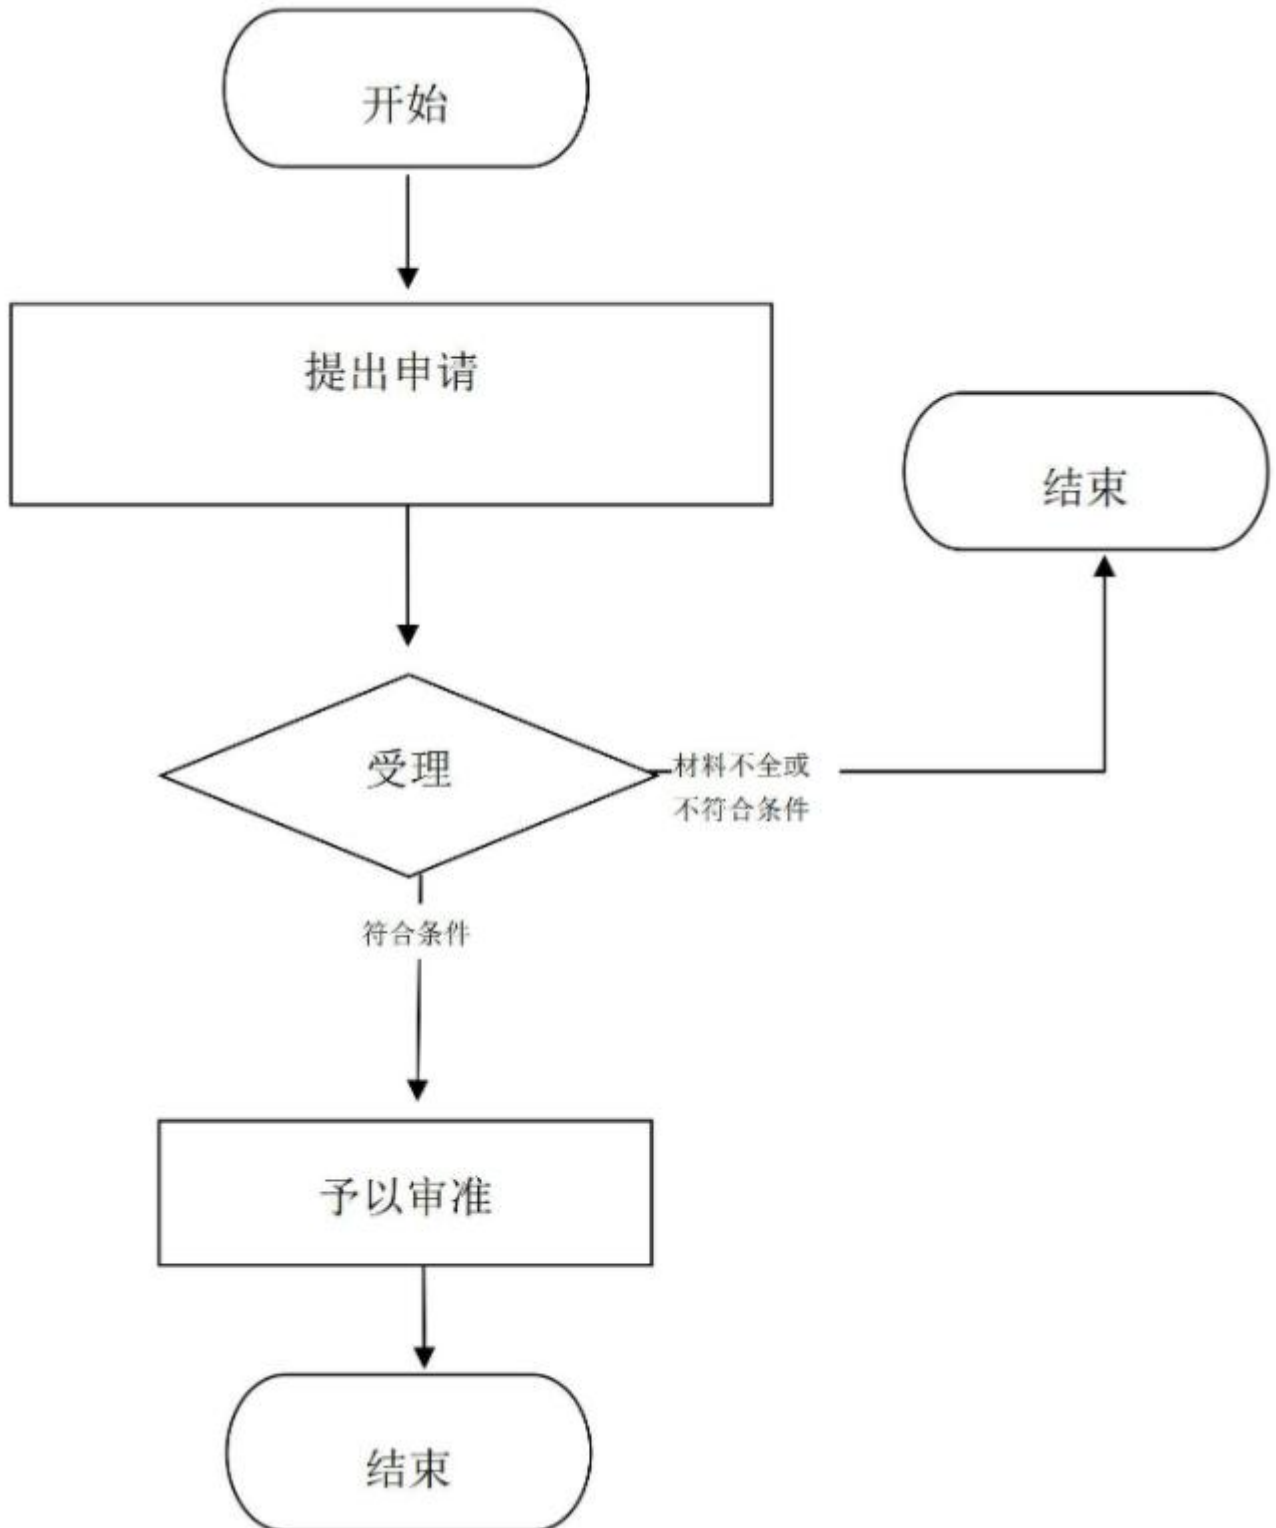 开始
提出申请
结束
受理
材料不全或
不符合条件
符合条件
予以审准
结束